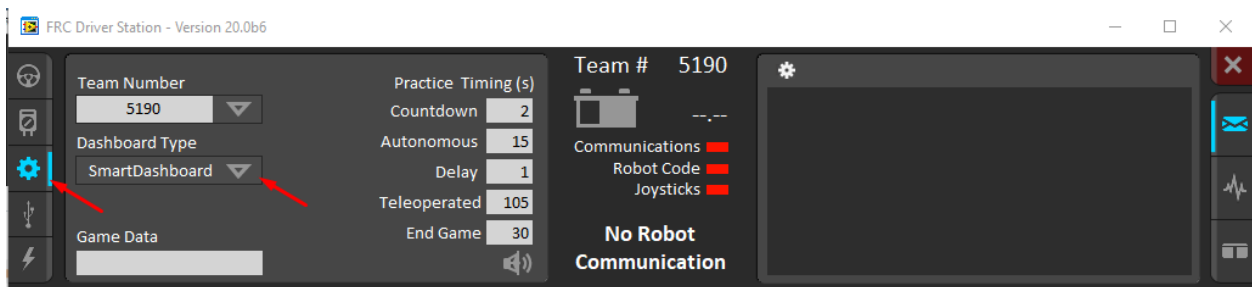 FRC Driver Station - Version 20.0b6
Team Number
5190
Dashboard Type
SmartDashboard
Game Data
Practice Timing (s)
Countdown 2
Autonomous 15
Delay 1
Teleoperated 105
End Game 30
Team # 5190
--.--
Communications
Robot Code
Joysticks
No Robot
Communication